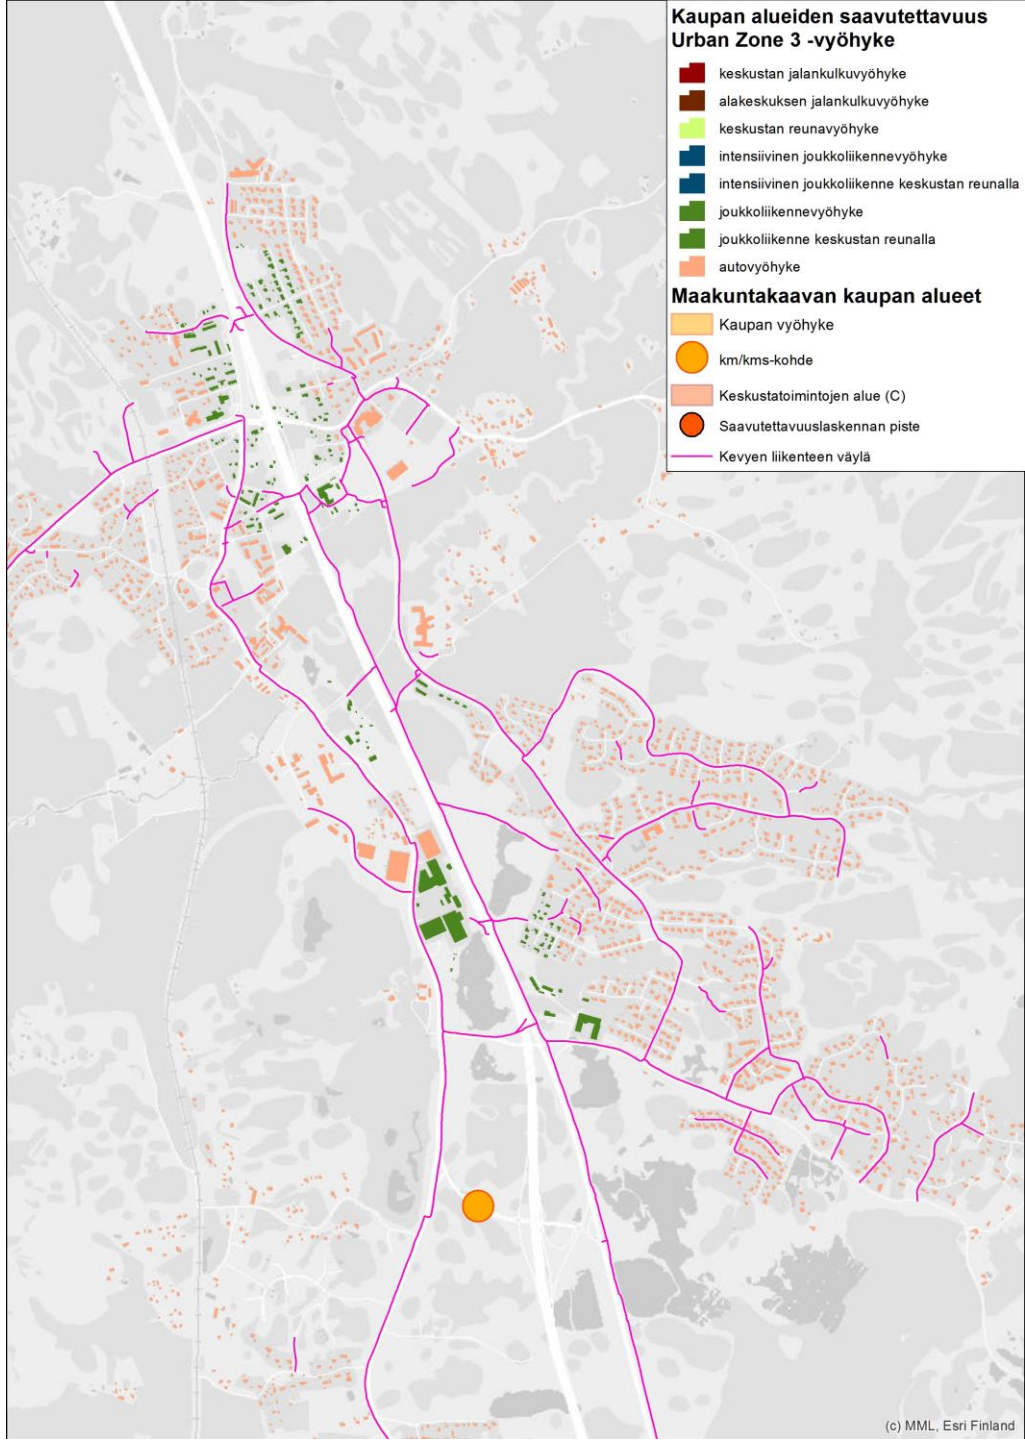 Kaupan alueiden saavutettavuus
Urban Zone 3 -vyöhyke
keskustan jalankulkuvyöhyke
alakeskuksen jalankulkuvyöhyke
keskustan reunavyöhyke
intensiivinen joukkoliikennevyöhyke
intensiivinen joukkoliikenne keskustan reunalla
joukkoliikennevyöhyke
joukkoliikenne keskustan reunalla
autovyöhyke
Maakuntakaavan kaupan alueet
Kaupan vyöhyke
km/kms-kohde
Keskustatoimintojen alue (C)
Saavutettavuuslaskennan piste
Kevyen liikenteen väylä
(c) MML, Esri Finland